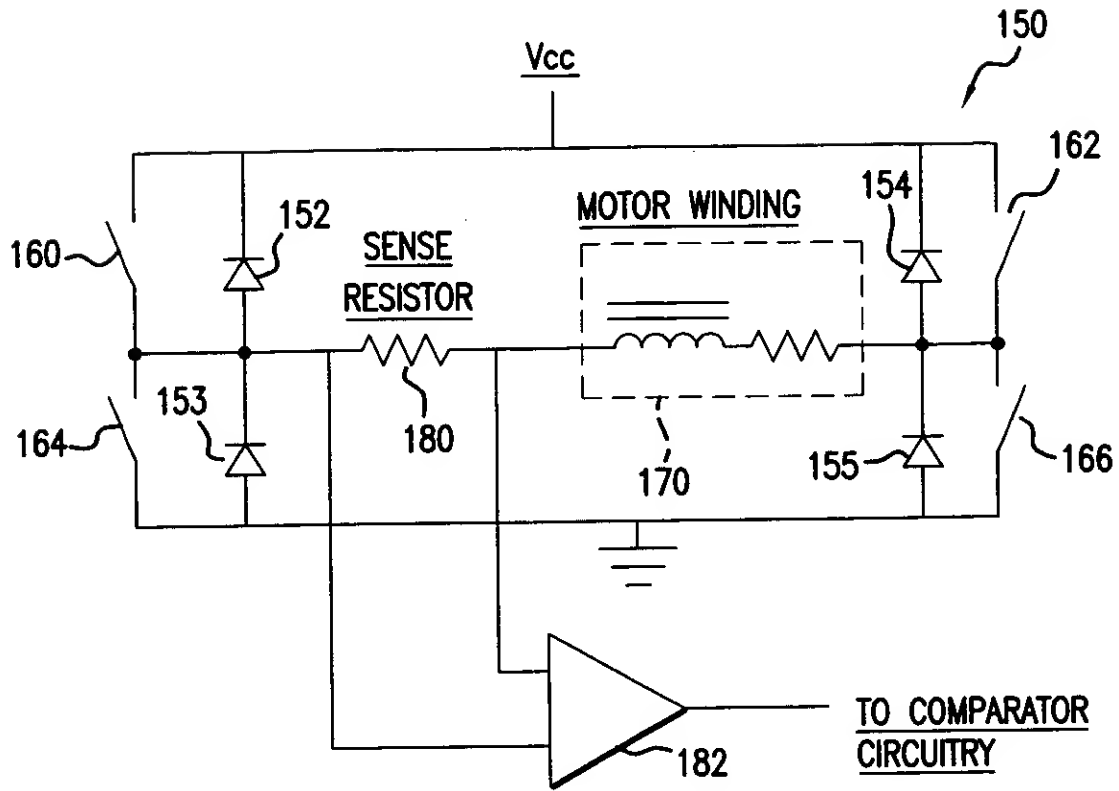 150
Vcc
162
154
MOTOR WINDING
152
SENSE
RESISTOR
160
153
164
180
170
155
166
182
TO COMPARATOR
CIRCUITRY